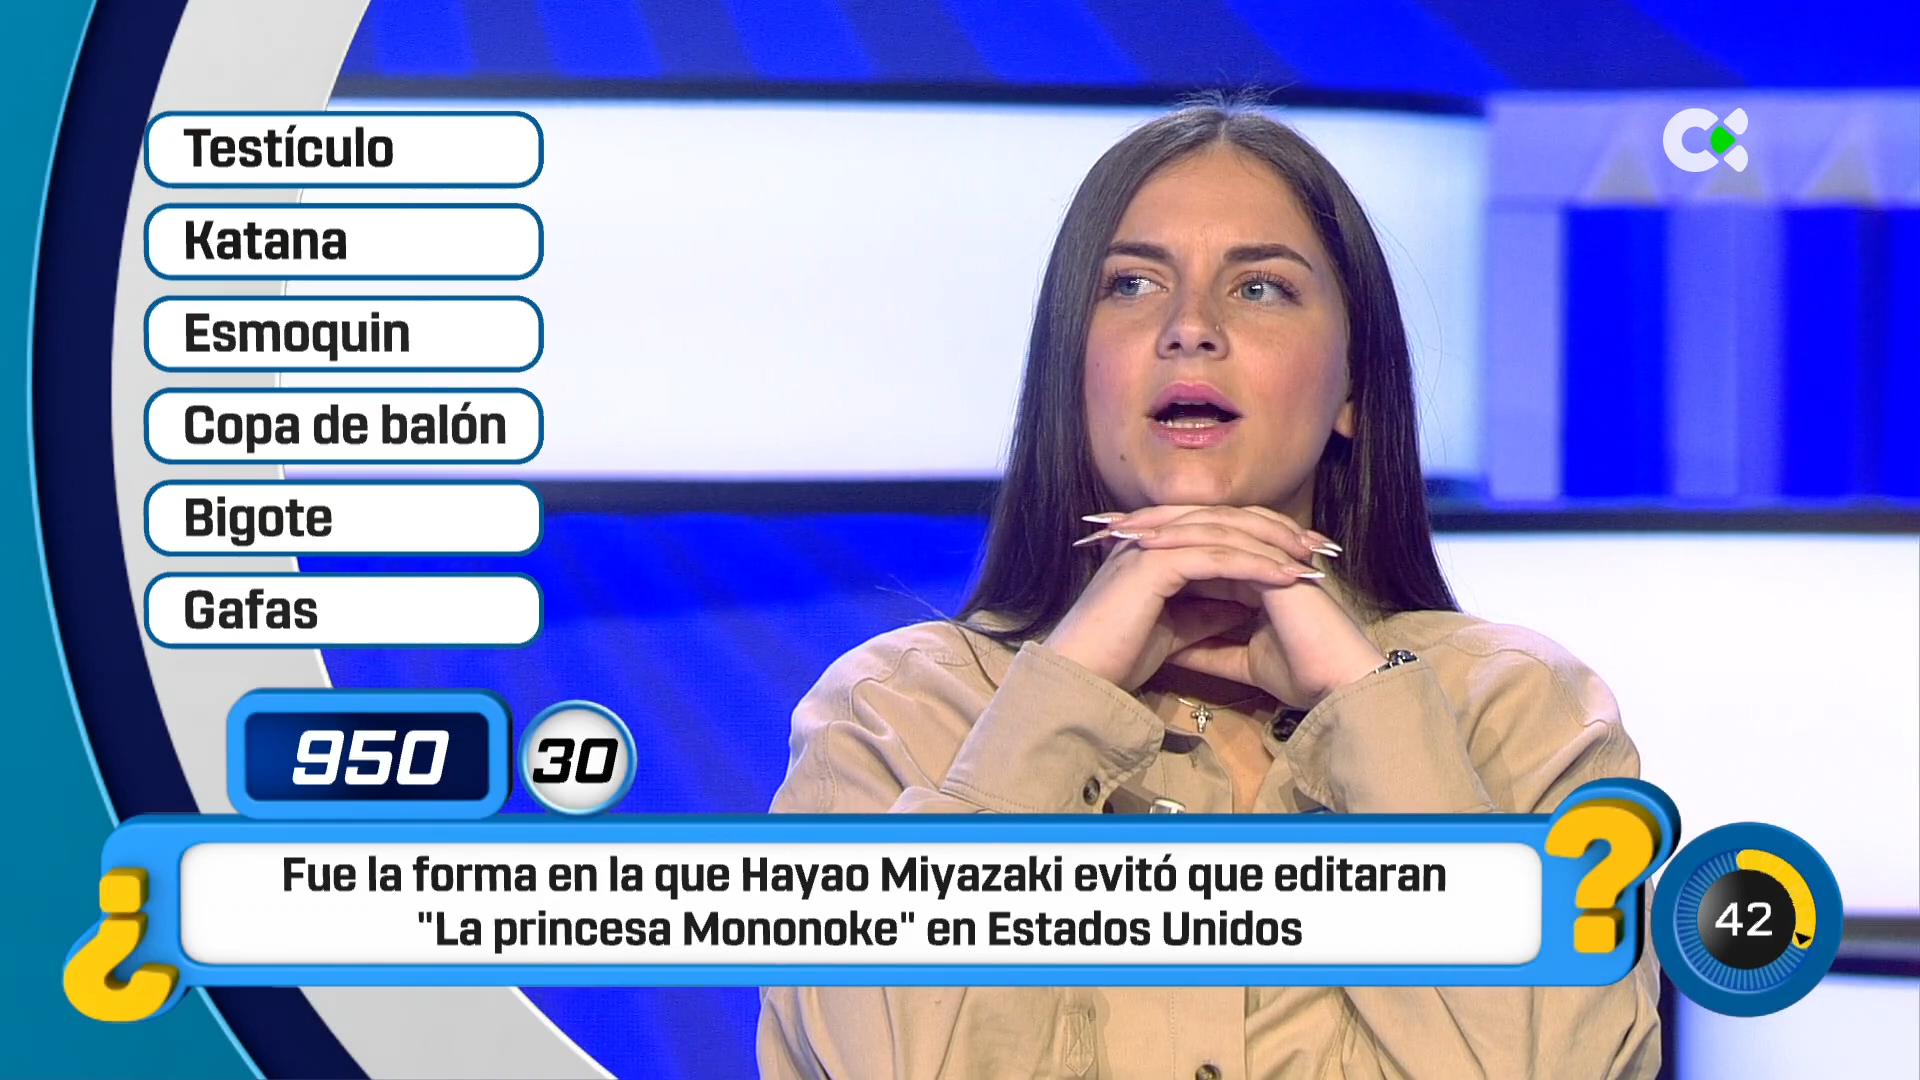 Testículo
Katana
Esmoquin
Copa de balón
Bigote
Gafas
950
30
¿
Fue la forma en la que Hayao Miyazaki evitó que editaran
"La princesa Mononoke" en Estados Unidos
?
42